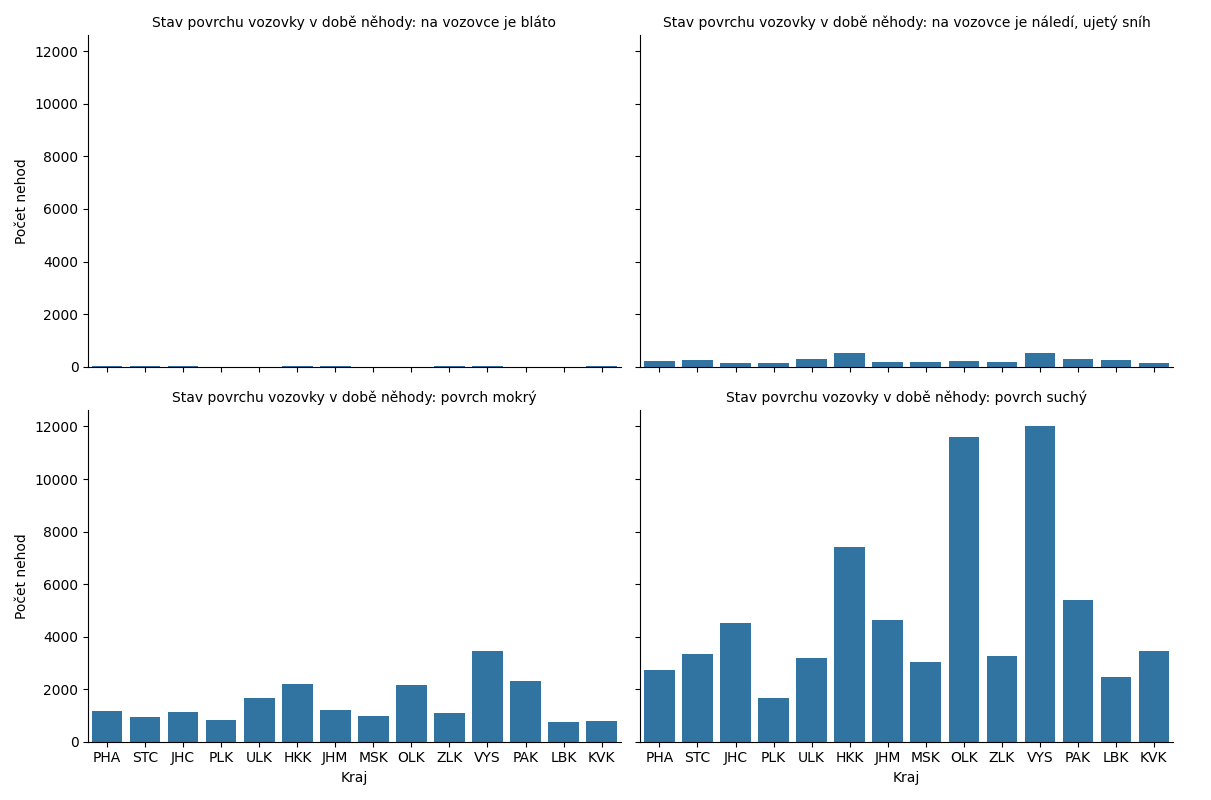 Stav povrchu vozovky v době něhody: na vozovce je bláto
Stav povrchu vozovky v době něhody: na vozovce je náledí, ujetý sníh
12000
10000
8000
6000
4000
2000
0
Počet nehod
Stav povrchu vozovky v době něhody: povrch mokrý
Stav povrchu vozovky v době něhody: povrch suchý
12000
10000
8000
6000
4000
2000
0
Počet nehod
PHA STC JHC PLK ULK HKK JHM MSK OLK ZLK VYS PAK LBK KVK
Kraj
PHA STC JHC PLK ULK HKK JHM MSK OLK ZLK VYS PAK LBK KVK
Kraj